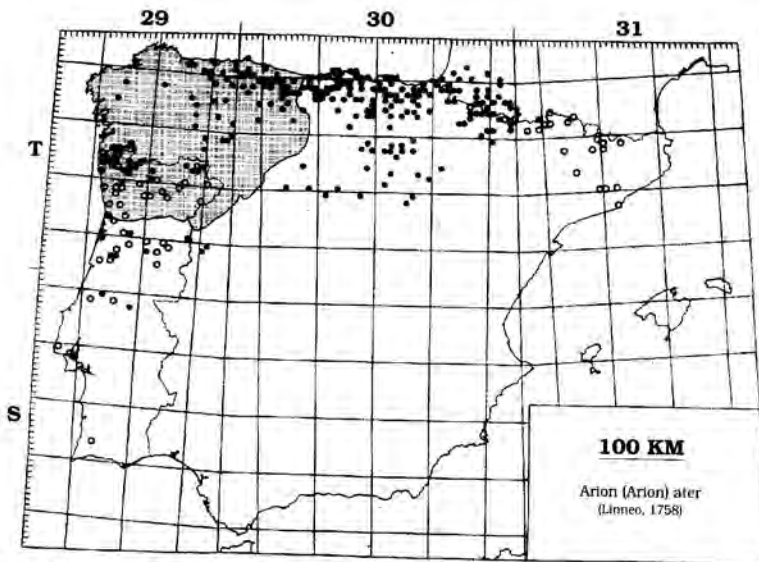 29
30
31
T
S
100 KM
Arion (Arion) ater
(Linneo, 1758)